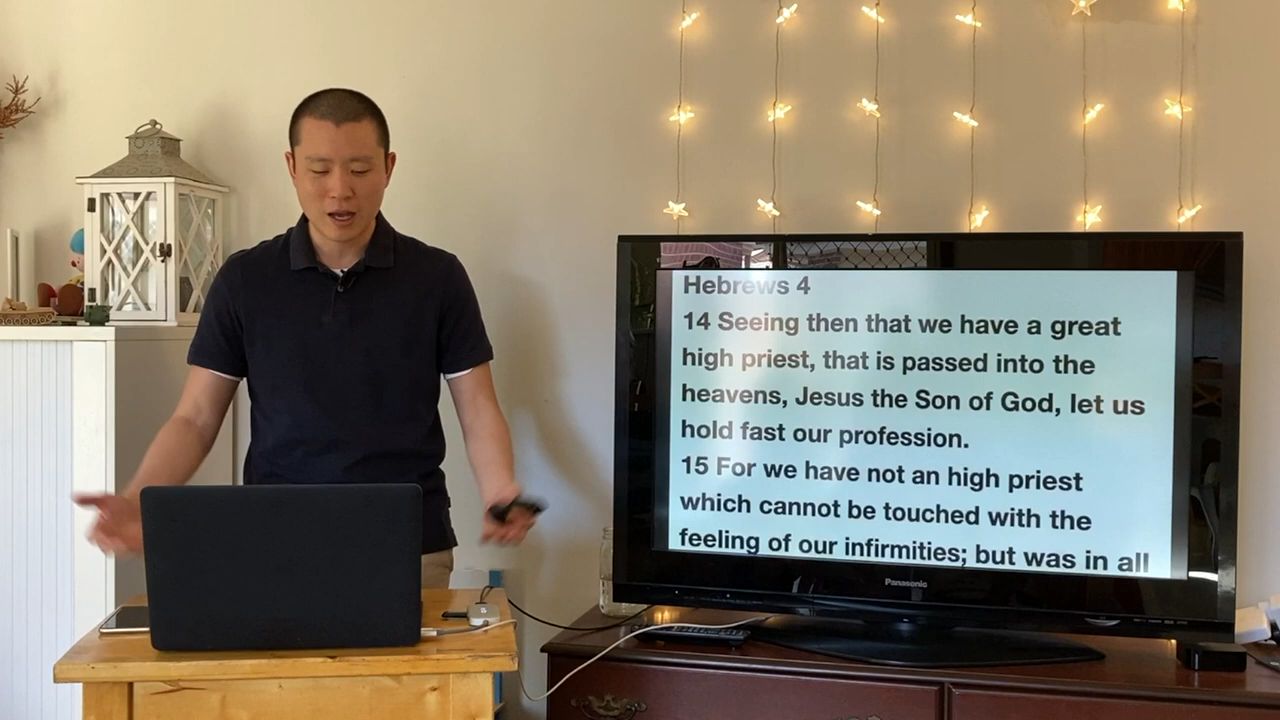 Hebrews 4
14 Seeing then that we have a great
high priest, that is passed into the
heavens, Jesus the Son of God, let us
hold fast our profession.
15 For we have not an high priest
which cannot be touched with the
feeling of our infirmities; but was in all
Panasonic